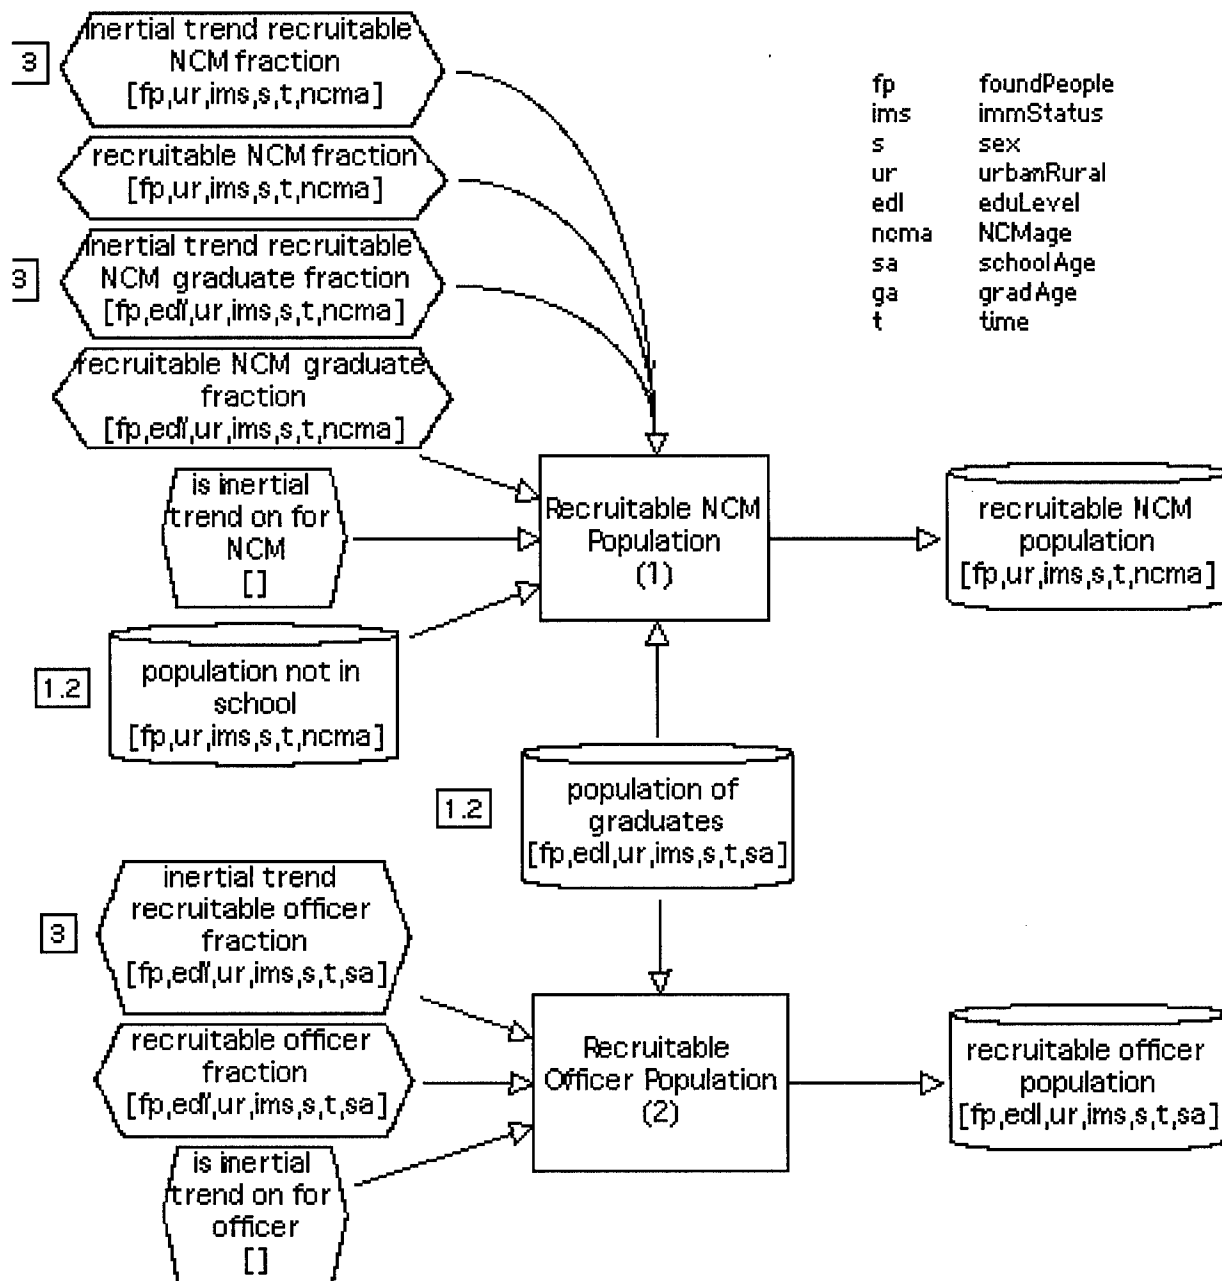 inertial trend recruitable
NCM fraction
[fp,ur,ims,s,t,ncma]
3
recruitable NCM fraction
[fp,ur,ims,s,t,ncma]
inertial trend recruitable
NCM graduate fraction
[fp,edl,ur,ims,s,t,ncma]
3
recruitable NCM graduate
fraction
[fp,edl,ur,ims,s,t,ncma]
is inertial
trend on for
NCM
[]
1.2
population not in
school
[fp,ur,ims,s,t,ncma]
fp foundPeople
ims immStatus
s sex
ur urbanRural
edl eduLevel
ncma NCMage
sa schoolAge
ga gradAge
t time
Recruitable NCM
Population
(1)
recruitable NCM
population
[fp,ur,ims,s,t,ncma]
1.2
population of
graduates
[fp,edl,ur,ims,s,t,sa]
3
inertial trend
recruitable officer
fraction
[fp,edl,ur,ims,s,t,sa]
recruitable officer
fraction
[fp,edl,ur,ims,s,t,sa]
is inertial
trend on for
officer
[]
Recruitable
Officer Population
(2)
recruitable officer
population
[fp,edl,ur,ims,s,t,sa]